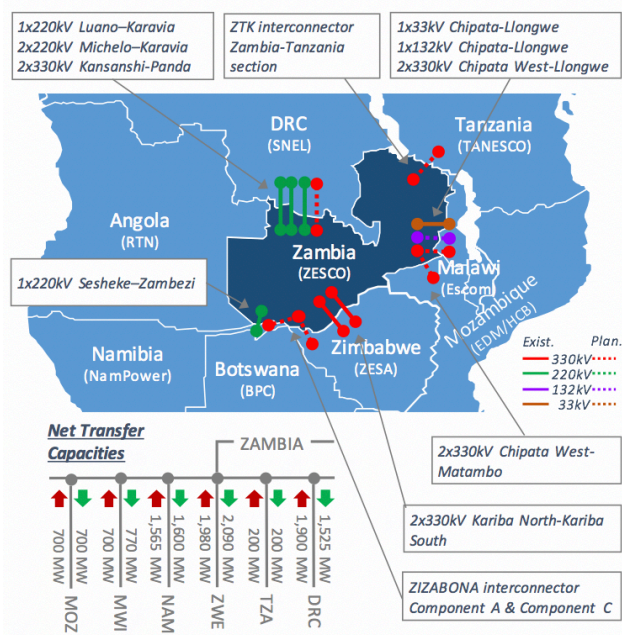 1x220kV Luano–Karavia
2x220kV Michelo–Karavia
2x330kV Kansanshi-Panda
ZTK interconnector
Zambia-Tanzania
section
1x33kV Chipata-Llongwe
1x132kV Chipata-Llongwe
2x330kV Chipata West-Llongwe
DRC
(SNEL)
Tanzania
(TANESCO)
Angola
(RTN)
Zambia
(ZESCO)
Malawi
(Escom)
Mozambique
(EDM/HCB)
1x220kV Sesheke–Zambezi
Namibia
(NamPower)
Botswana
(BPC)
Zimbabwe
(ZESA)
Exist. Plan.
330kV
220kV
132kV
33kV
Net Transfer
Capacities
ZAMBIA
700 MW
MOZ
700 MW
700 MW
MWI
770 MW
1,565 MW
NAM
1,600 MW
1,980 MW
ZWE
2,090 MW
200 MW
TZA
200 MW
1,900 MW
DRC
1,525 MW
2x330kV Chipata West-
Matambo
2x330kV Kariba North-Kariba
South
ZIZABONA interconnector
Component A & Component C